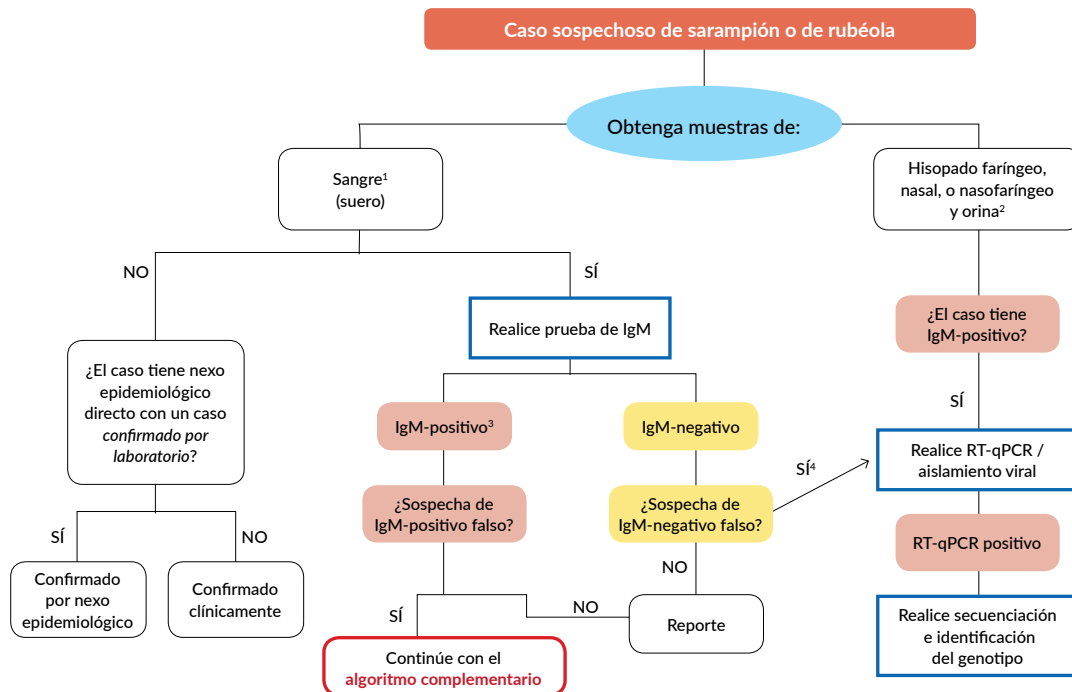 Caso sospechoso de sarampión o de rubéola
Obtenga muestras de:
Sangre¹
(suero)
Hisopado faríngeo,
nasal, o nasofaríngeo
y orina²
NO
SÍ
¿El caso tiene nexo
epidemiológico
directo con un caso
confirmado por
laboratorio?
Realice prueba de IgM
¿El caso tiene
IgM-positivo?
SÍ
IgM-positivo³
IgM-negativo
Realice RT-qPCR /
aislamiento viral
¿Sospecha de
IgM-positivo falso?
¿Sospecha de
IgM-negativo falso?
SÍ⁴
RT-qPCR positivo
SÍ
NO
Confirmado
por nexo
epidemiológico
Confirmado
clínicamente
SÍ
NO
NO
Reporte
Realice secuenciación
e identificación
del genotipo
Continúe con el
algoritmo complementario